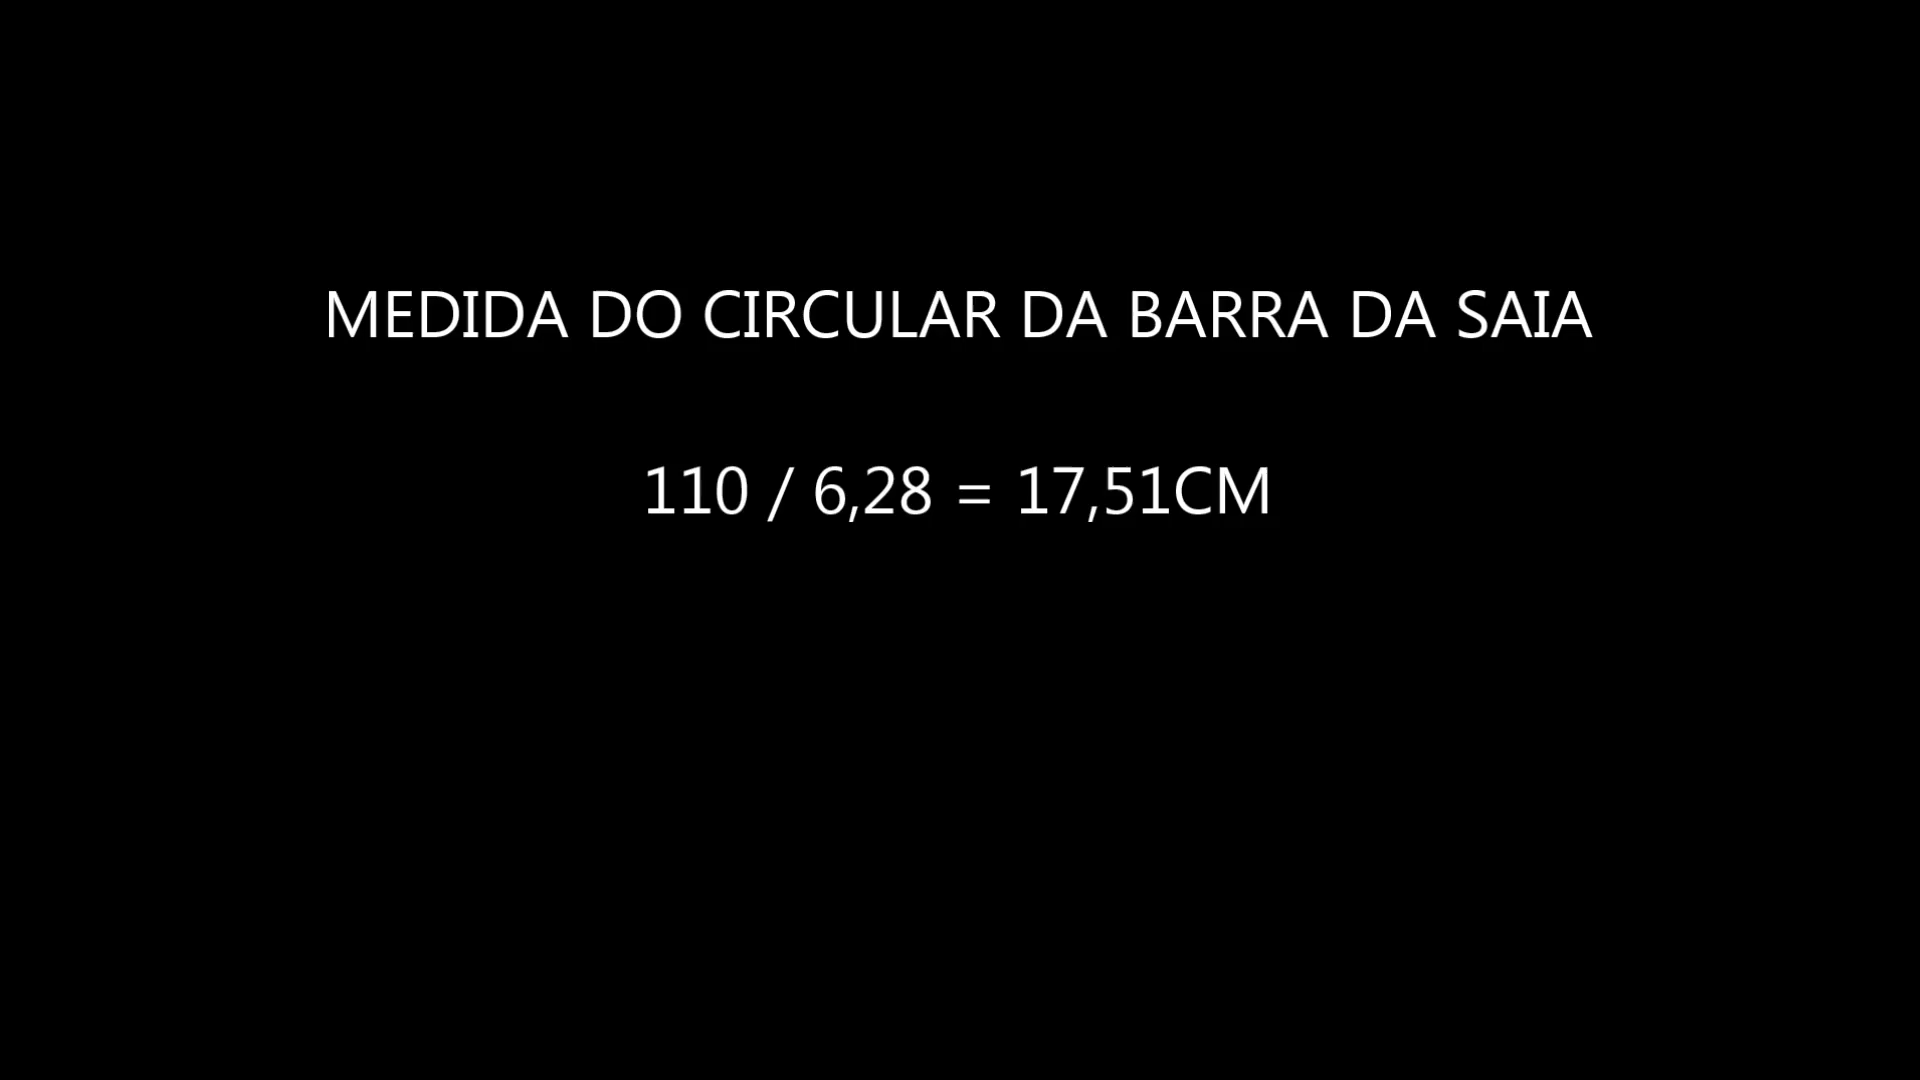 MEDIDA DO CIRCULAR DA BARRA DA SAIA
110 / 6,28 = 17,51CM